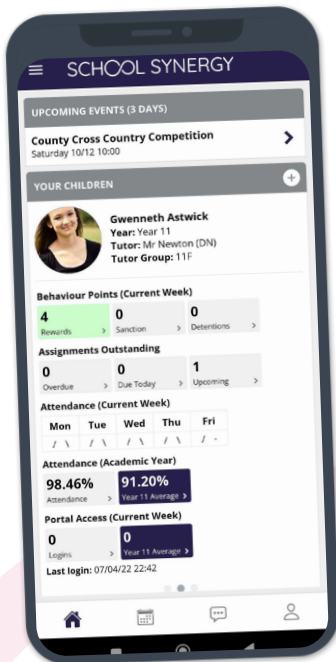 SCHOOL SYNERGY
UPCOMING EVENTS (3 DAYS)
County Cross Country Competition
Saturday 10/12 10:00
YOUR CHILDREN
Gwenneth Astwick
Year: Year 11
Tutor: Mr Newton (DN)
Tutor Group: 11F
Behaviour Points (Current Week)
4 0 0
Rewards Sanction Detentions
Assignments Outstanding
0 0 1
Overdue Due Today Upcoming
Attendance (Current Week)
Mon Tue Wed Thu Fri
/ \ / \ / \ / \ / -
Attendance (Academic Year)
98.46% 91.20%
Attendance Year 11 Average
Portal Access (Current Week)
0 0
Logins Year 11 Average
Last login: 07/04/22 22:42